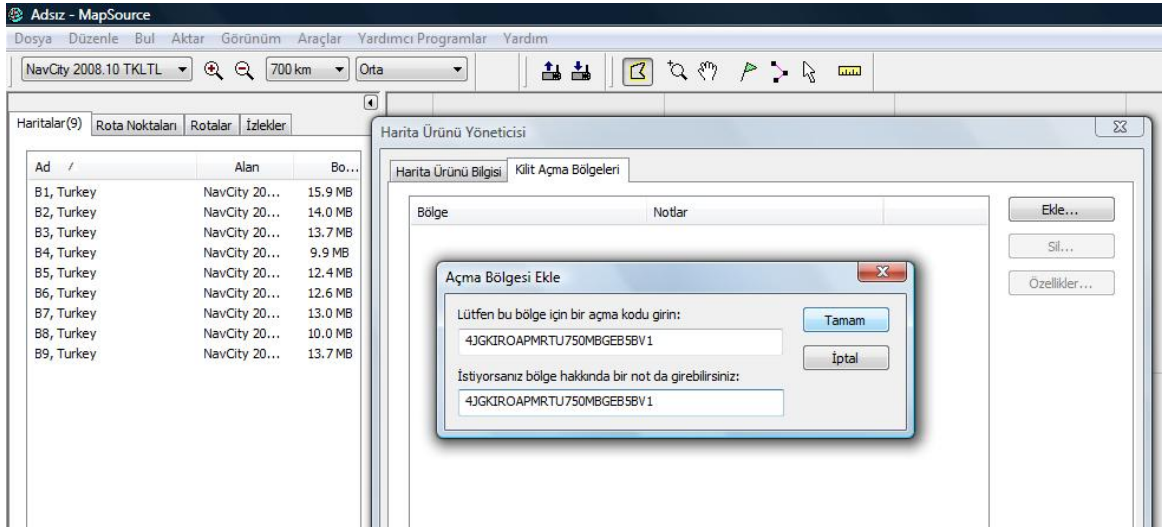 Adsız - MapSource
Dosya Düzenle Bul Aktar Görünüm Araçlar Yardımcı Programlar Yardım
NavCity 2008.10 TKLTL 700 km Orta
Haritalar(9) Rota Noktaları Rotalar İzlekler
Ad Alan Bo...
B1, Turkey NavCity 20... 15.9 MB
B2, Turkey NavCity 20... 14.0 MB
B3, Turkey NavCity 20... 13.7 MB
B4, Turkey NavCity 20... 9.9 MB
B5, Turkey NavCity 20... 12.4 MB
B6, Turkey NavCity 20... 12.6 MB
B7, Turkey NavCity 20... 13.0 MB
B8, Turkey NavCity 20... 10.0 MB
B9, Turkey NavCity 20... 13.7 MB
Harita Ürünü Yöneticisi
Harita Ürünü Bilgisi Kilit Açma Bölgeleri
Bölge Notlar
Ekle...
Sil...
Özellikler...
Açma Bölgesi Ekle
Lütfen bu bölge için bir açma kodu girin:
4JGKIROAPMRTU750MBGEB5BV1
Tamam
İptal
İstiyorsanız bölge hakkında bir not da girebilirsiniz:
4JGKIROAPMRTU750MBGEB5BV1